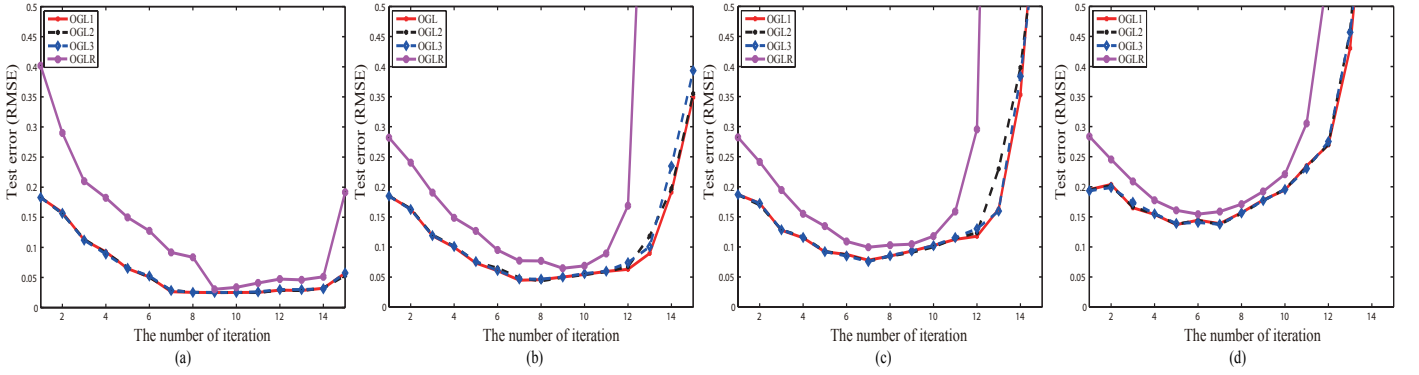 Test error (RMSE)
0.5
0.45
0.4
0.35
0.3
0.25
0.2
0.15
0.1
0.05
0
OGL1
OGL2
OGL3
OGLR
2 4 6 8 10 12 14
The number of iteration
(a)
Test error (RMSE)
0.5
0.45
0.4
0.35
0.3
0.25
0.2
0.15
0.1
0.05
0
OGL
OGL2
OGL3
OGLR
2 4 6 8 10 12 14
The number of iteration
(b)
Test error (RMSE)
0.5
0.45
0.4
0.35
0.3
0.25
0.2
0.15
0.1
0.05
0
OGL1
OGL2
OGL3
OGLR
2 4 6 8 10 12 14
The number of iteration
(c)
Test error (RMSE)
0.5
0.45
0.4
0.35
0.3
0.25
0.2
0.15
0.1
0.05
0
OGL1
OGL2
OGL3
OGLR
2 4 6 8 10 12 14
The number of iteration
(d)